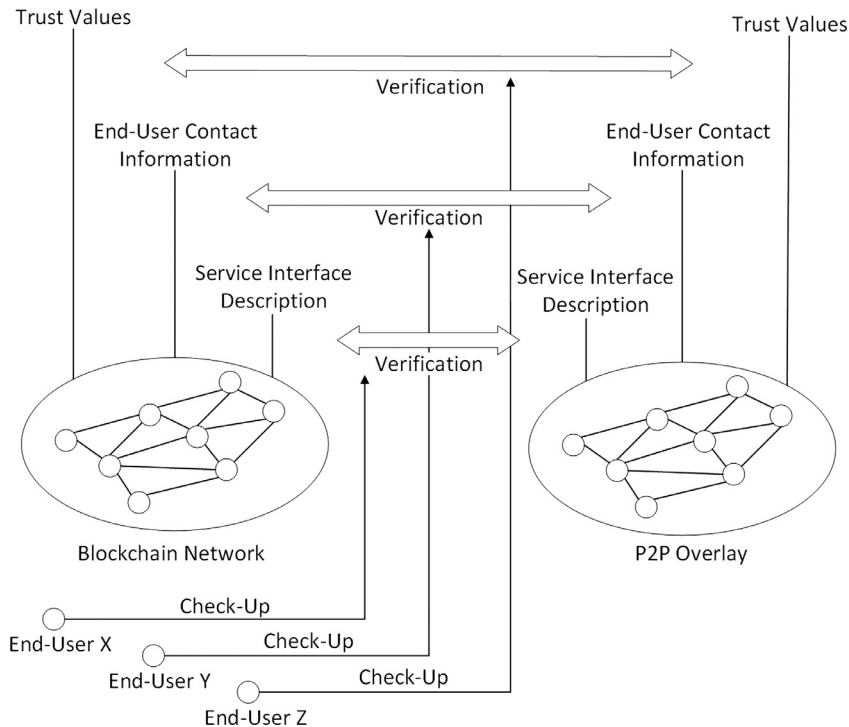 Trust Values
Trust Values
Verification
End-User Contact
Information
End-User Contact
Information
Verification
Service Interface
Description
Service Interface
Description
Verification
Blockchain Network
P2P Overlay
Check-Up
End-User X
Check-Up
End-User Y
Check-Up
End-User Z